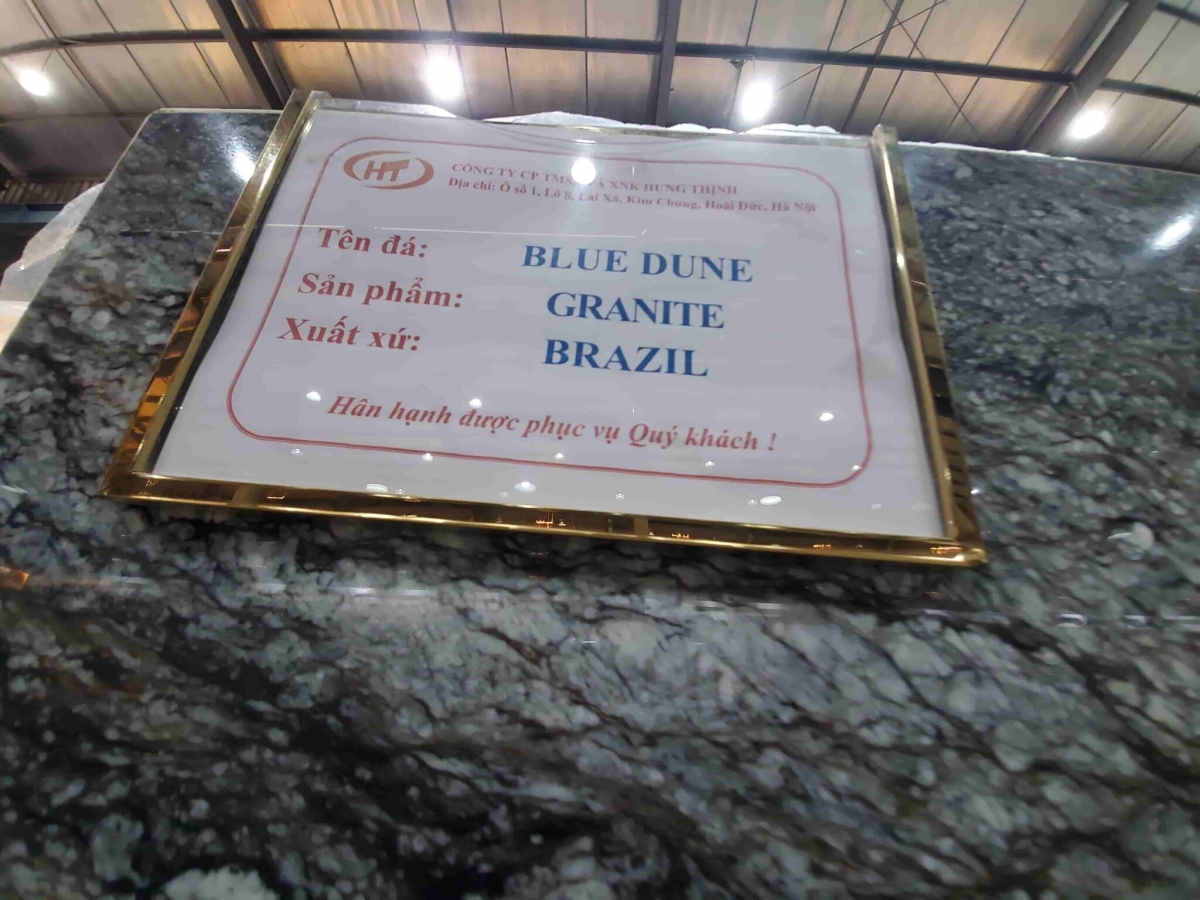 HT
CÔNG TY CP TMSX VÀ XNK HƯNG THỊNH
Địa chỉ: Ô số 1, Lô 8, Lai Xá, Kim Chung, Hoài Đức, Hà Nội
Tên đá: BLUE DUNE
Sản phẩm: GRANITE
Xuất xứ: BRAZIL
Hân hạnh được phục vụ Quý khách !